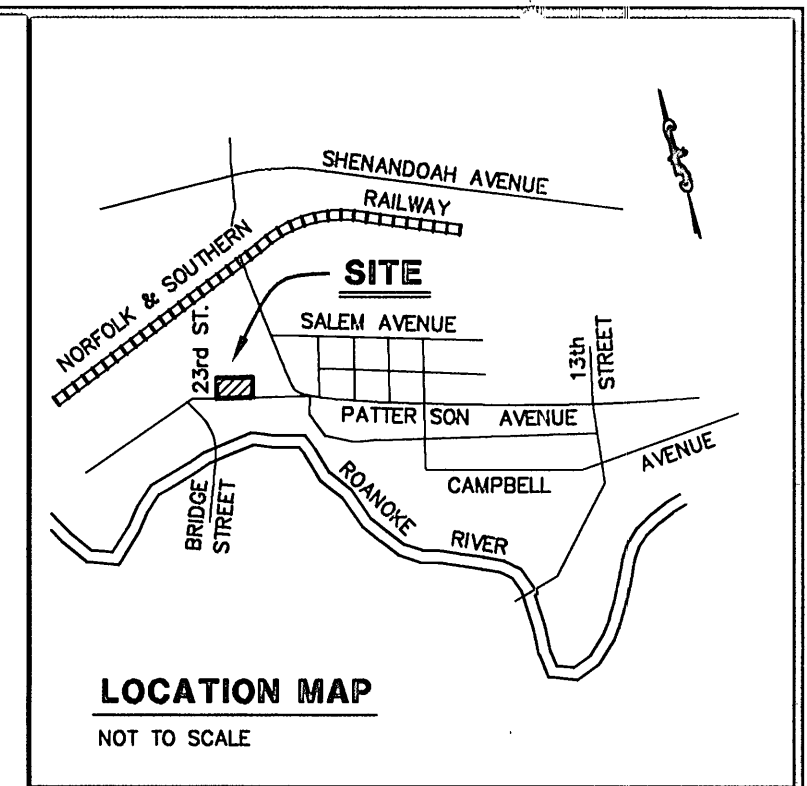 SHENANDOAH AVENUE
RAILWAY
NORFOLK & SOUTHERN
SITE
23rd ST.
SALEM AVENUE
13th
STREET
PATTER SON AVENUE
AVENUE
CAMPBELL
ROANOKE
RIVER
BRIDGE
STREET
LOCATION MAP
NOT TO SCALE